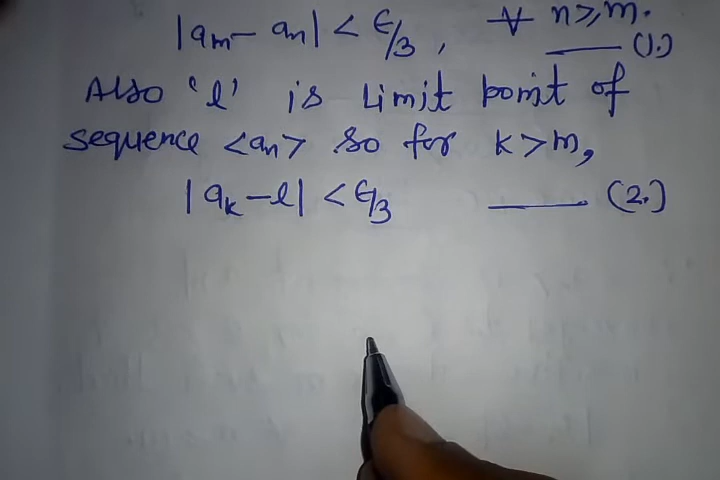 |am - an| < ε/3, ∀ n ≥ m.
—— (1.)
Also 'l' is Limit point of
sequence <an> so for k > m,
|ak - l| < ε/3 —— (2.)